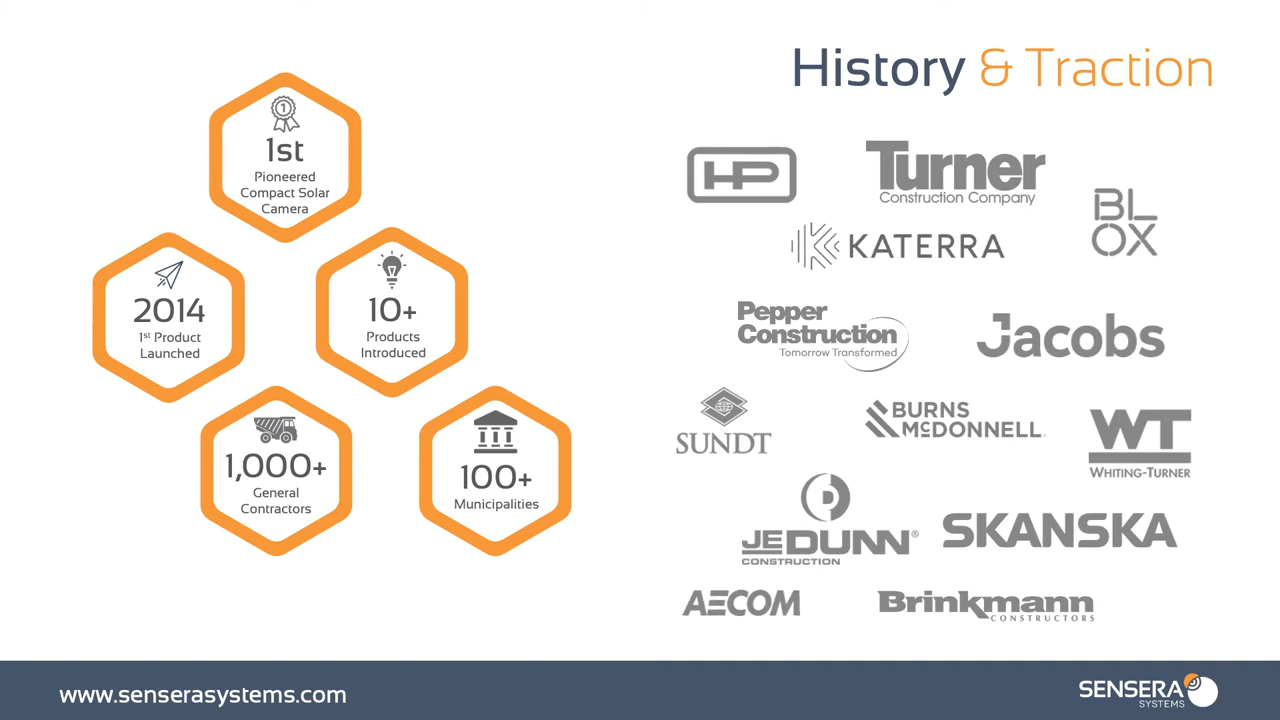 History & Traction
1
1st
Pioneered
Compact Solar
Camera
2014
1st Product
Launched
10+
Products
Introduced
1,000+
General
Contractors
100+
Municipalities
HP
Turner
Construction Company
BL
OX
KATERRA
Pepper
Construction
Tomorrow Transformed
Jacobs
SUNDT
BURNS
McDONNELL
WT
WHITING-TURNER
JE DUNN®
CONSTRUCTION
SKANSKA
AECOM
Brinkmann
CONSTRUCTORS
www.senserasystems.com
SENSERA
SYSTEMS